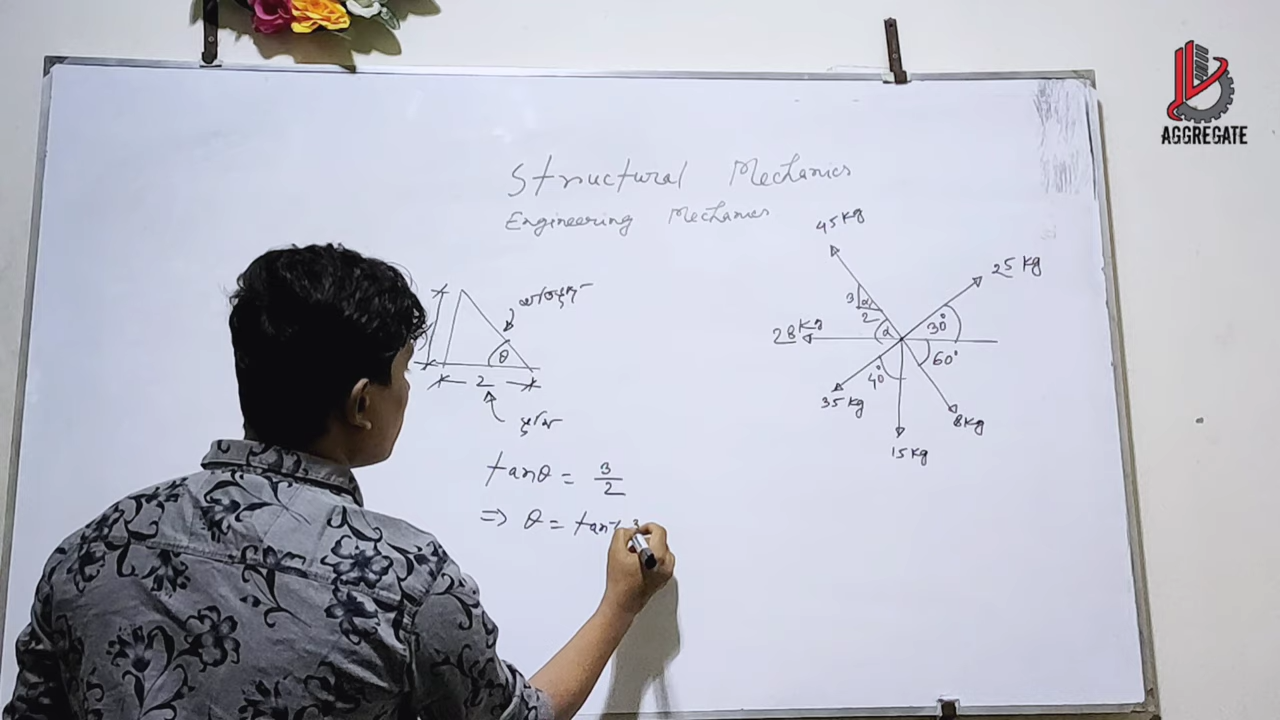 AGGREGATE
Structural Mechanics
Engineering Mechanics
45 Kg
25 Kg
3
α
2
α
30°
28 Kg
60°
40°
35 Kg
8 Kg
15 Kg
θ
2
tanθ = 3/2
⇒ θ = tan⁻¹ 3